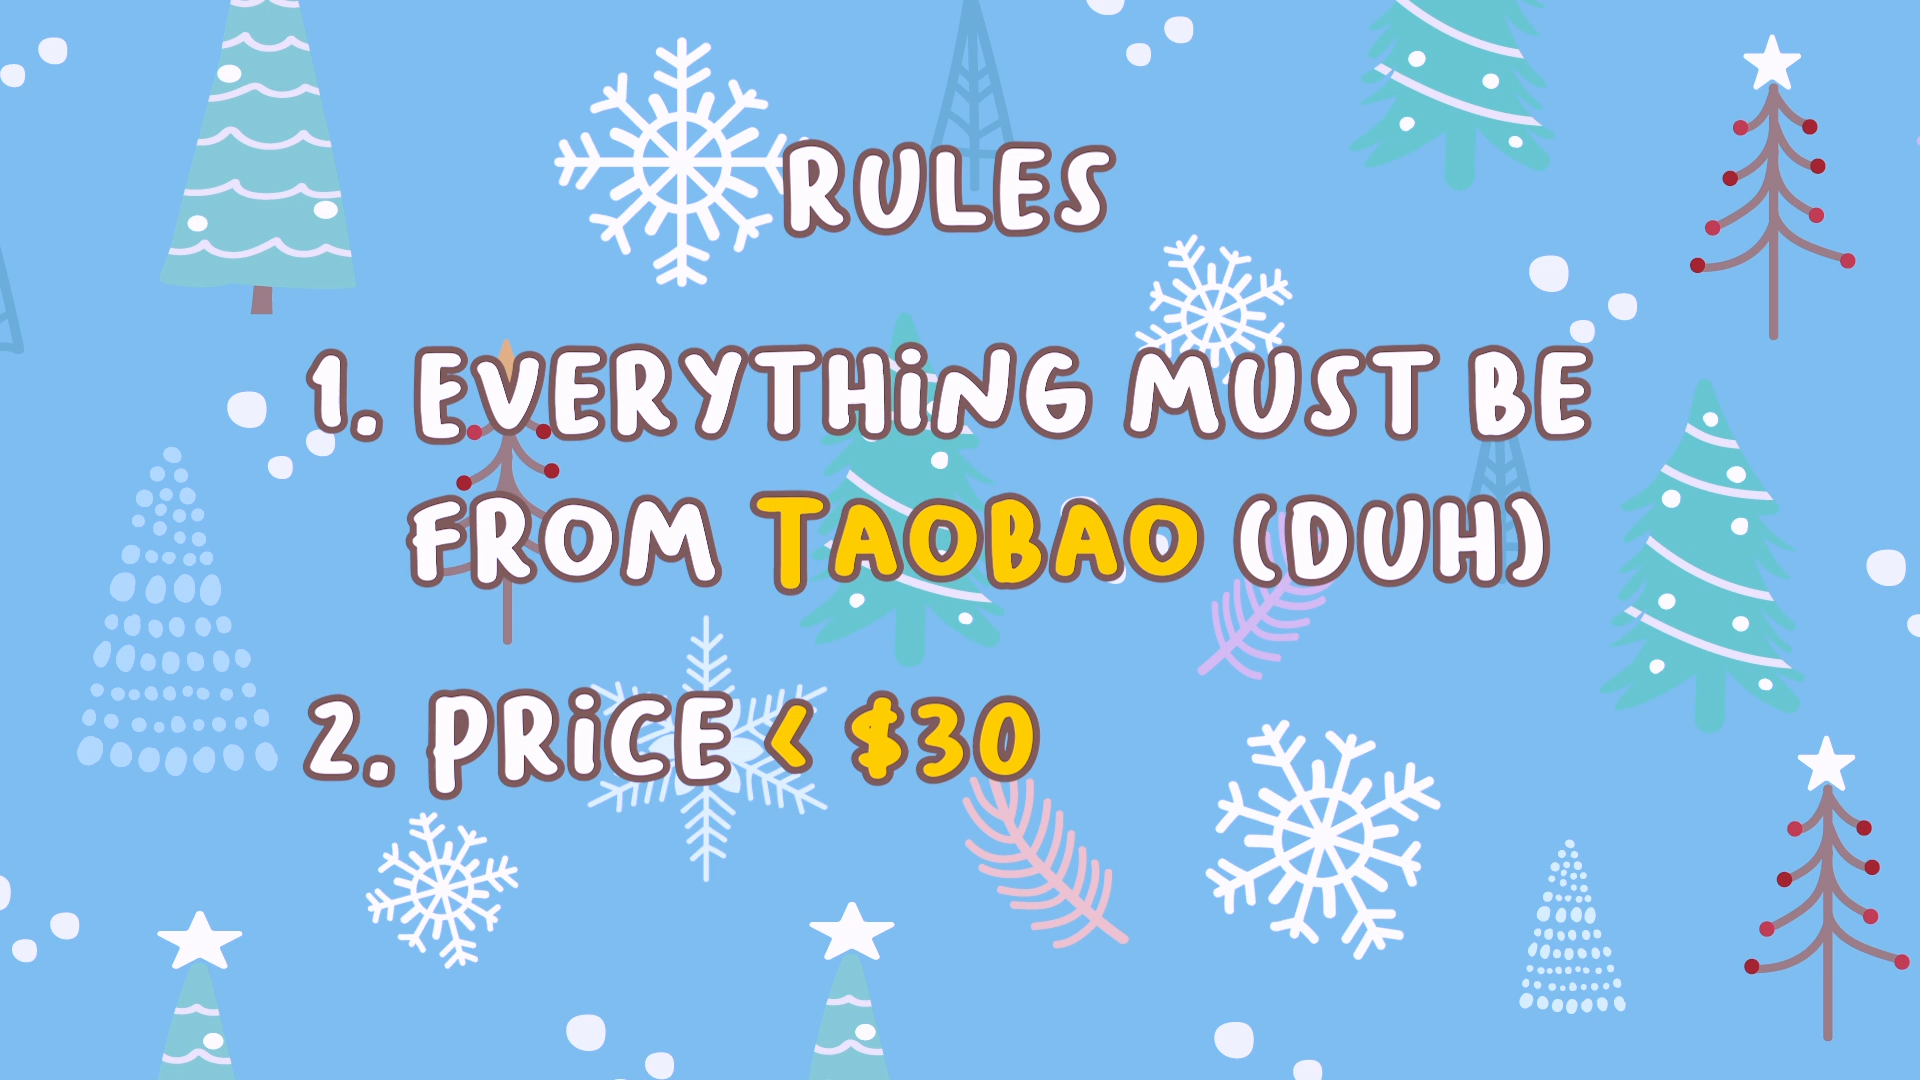 RULES
1. EVERYTHING MUST BE
FROM TAOBAO (DUH)
2. PRICE < $30